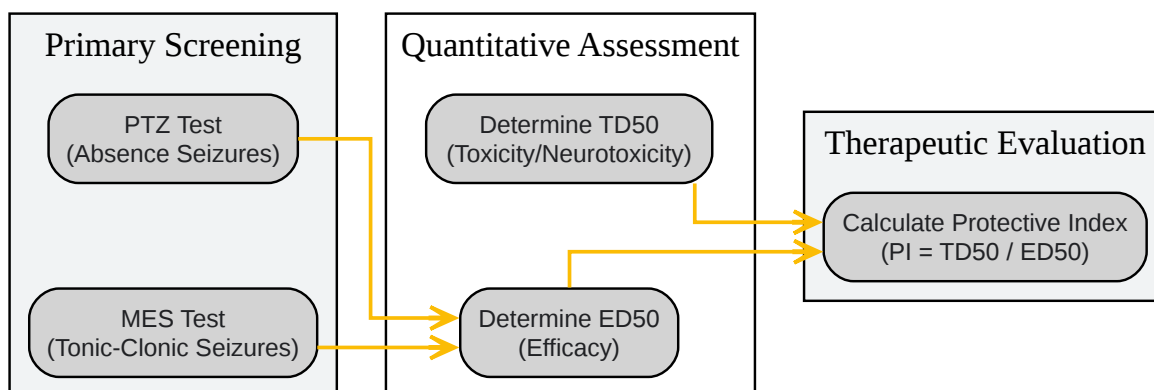 Primary Screening
PTZ Test
(Absence Seizures)
MES Test
(Tonic-Clonic Seizures)
Quantitative Assessment
Determine TD50
(Toxicity/Neurotoxicity)
Determine ED50
(Efficacy)
Therapeutic Evaluation
Calculate Protective Index
(PI = TD50 / ED50)